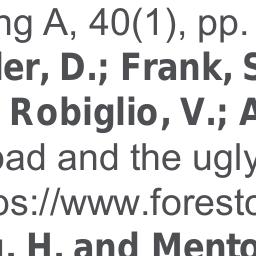 ng A, 40(1), pp.
ler, D.; Frank, S
Robiglio, V.; A
oad and the ugly
ps://www.foresto
, H. and Mento